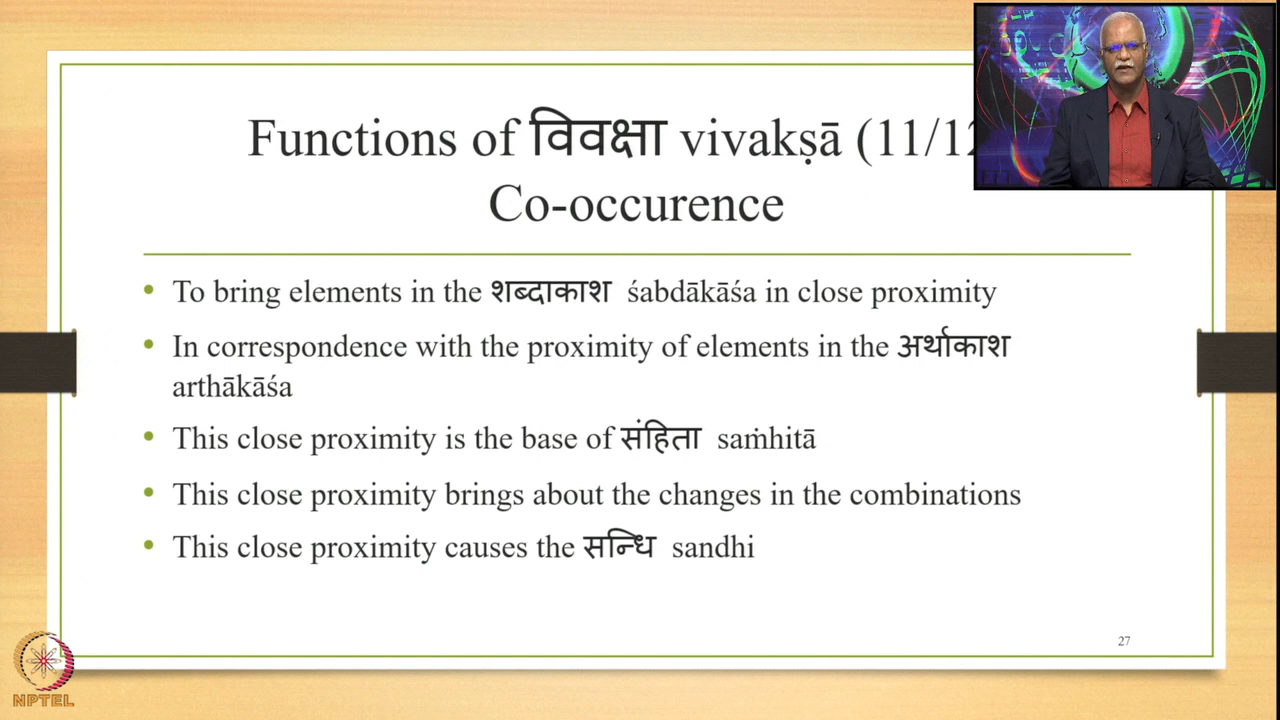 Functions of विवक्षा vivakṣā (11/12
Co-occurence
• To bring elements in the शब्दाकाश śabdākāśa in close proximity
• In correspondence with the proximity of elements in the अर्थाकाश
arthākāśa
• This close proximity is the base of संहिता saṁhitā
• This close proximity brings about the changes in the combinations
• This close proximity causes the सन्धि sandhi
27
NPTEL